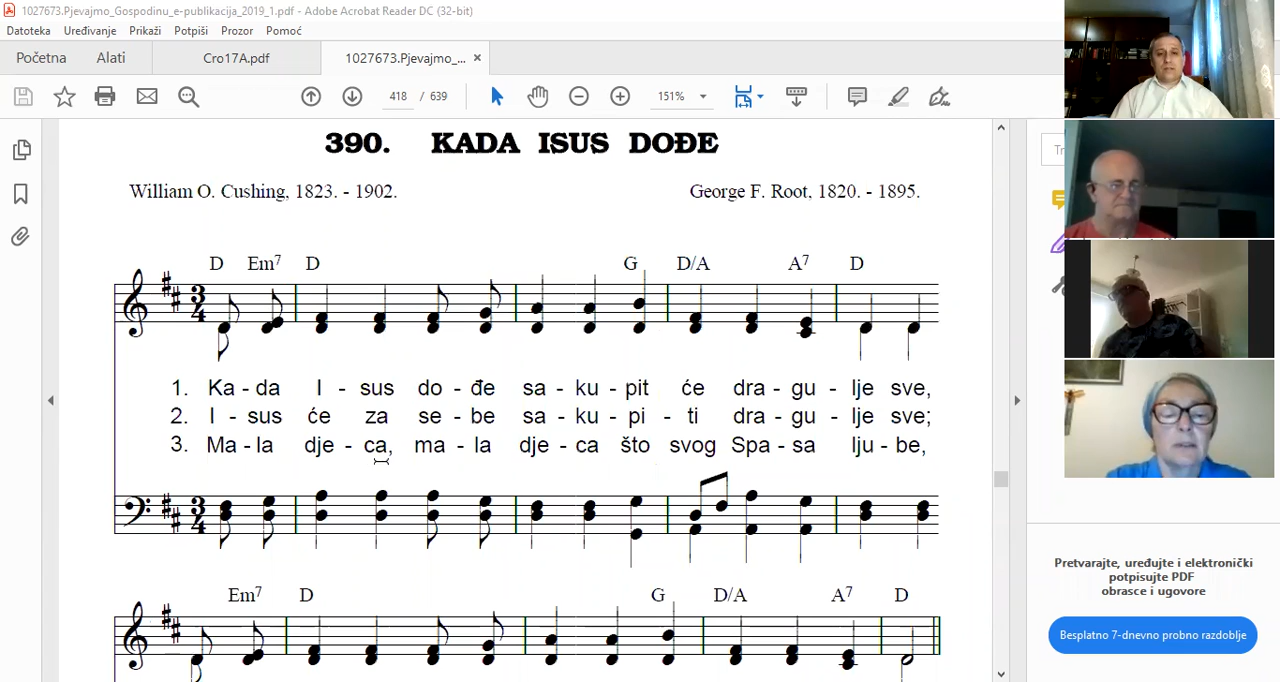 1027673.Pjevajmo_Gospodinu_e-publikacija_2019_1.pdf - Adobe Acrobat Reader DC (32-bit)
Datoteka Uređivanje Prikaži Potpiši Prozor Pomoć
Početna Alati Cro17A.pdf 1027673.Pjevajmo_... ×
418 / 639 151%
390. KADA ISUS DOĐE
William O. Cushing, 1823. - 1902. George F. Root, 1820. - 1895.
D Em7 D G D/A A7 D
3 4
1. Ka - da I - sus do - đe sa - ku - pit će dra - gu - lje sve,
2. I - sus će za se - be sa - ku - pi - ti dra - gu - lje sve;
3. Ma - la dje - ca, ma - la dje - ca što svog Spa - sa lju - be,
3 4
Em7 D G D/A A7 D
Pretvarajte, uređujte i elektronički
potpisujte PDF
obrasce i ugovore
Besplatno 7-dnevno probno razdoblje